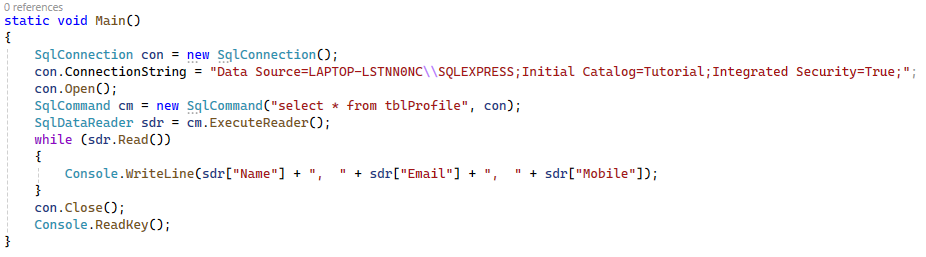 0 references
static void Main()
{
SqlConnection con = new SqlConnection();
con.ConnectionString = "Data Source=LAPTOP-LSTNN0NC\\SQLEXPRESS;Initial Catalog=Tutorial;Integrated Security=True;";
con.Open();
SqlCommand cm = new SqlCommand("select * from tblProfile", con);
SqlDataReader sdr = cm.ExecuteReader();
while (sdr.Read())
{
Console.WriteLine(sdr["Name"] + ",  " + sdr["Email"] + ",  " + sdr["Mobile"]);
}
con.Close();
Console.ReadKey();
}